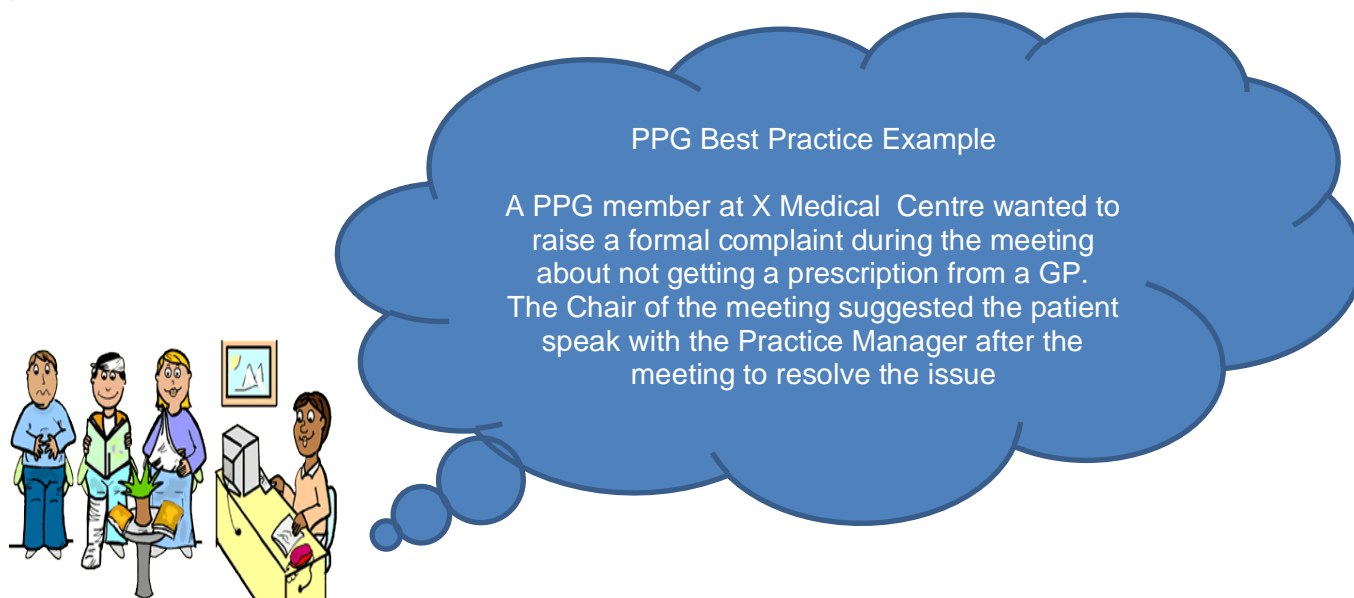 PPG Best Practice Example
A PPG member at X Medical  Centre wanted to
raise a formal complaint during the meeting
about not getting a prescription from a GP.
The Chair of the meeting suggested the patient
speak with the Practice Manager after the
meeting to resolve the issue